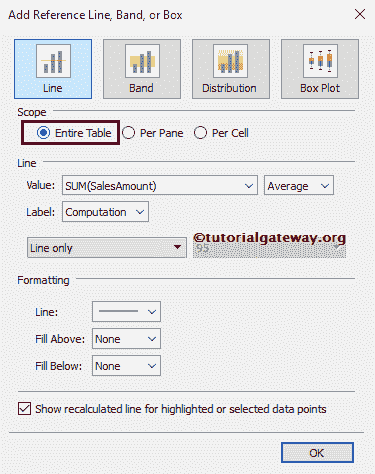 Add Reference Line, Band, or Box
Line Band Distribution Box Plot
Scope
Entire Table Per Pane Per Cell
Line
Value: SUM(SalesAmount) Average
Label: Computation
©tutorialgateway.org
Line only 95
Formatting
Line:
Fill Above: None
Fill Below: None
Show recalculated line for highlighted or selected data points
OK